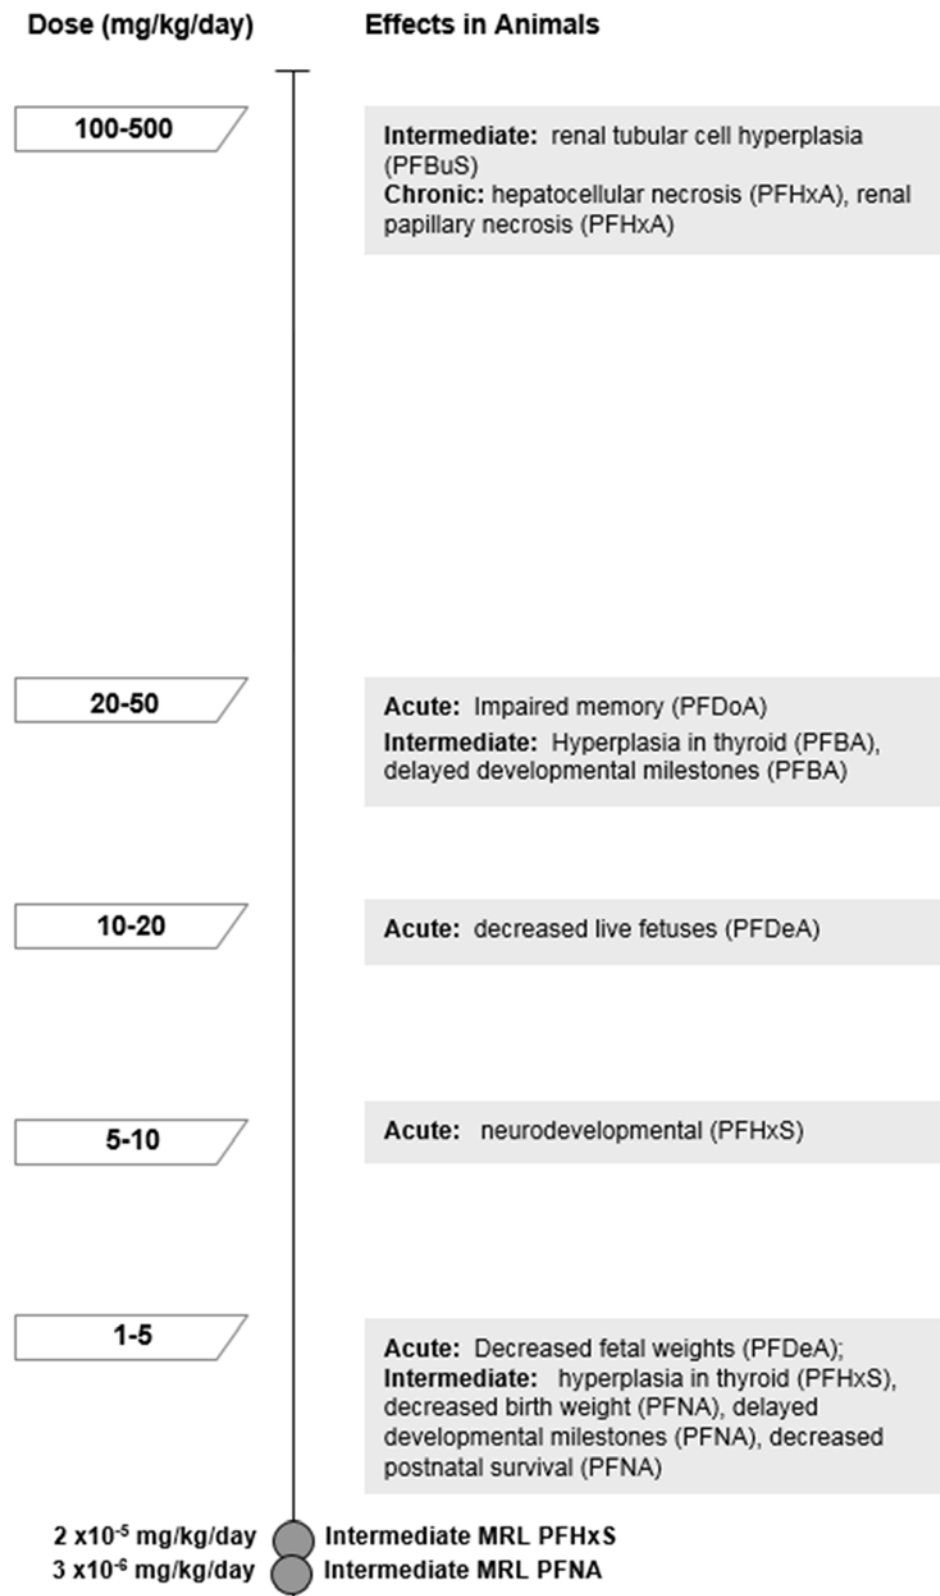 Dose (mg/kg/day)
Effects in Animals
100-500
Intermediate: renal tubular cell hyperplasia
(PFBuS)
Chronic: hepatocellular necrosis (PFHxA), renal
papillary necrosis (PFHxA)
20-50
Acute: Impaired memory (PFDoA)
Intermediate: Hyperplasia in thyroid (PFBA),
delayed developmental milestones (PFBA)
10-20
Acute: decreased live fetuses (PFDeA)
5-10
Acute: neurodevelopmental (PFHxS)
1-5
Acute: Decreased fetal weights (PFDeA);
Intermediate: hyperplasia in thyroid (PFHxS),
decreased birth weight (PFNA), delayed
developmental milestones (PFNA), decreased
postnatal survival (PFNA)
2 x10⁻⁵ mg/kg/day Intermediate MRL PFHxS
3 x10⁻⁶ mg/kg/day Intermediate MRL PFNA